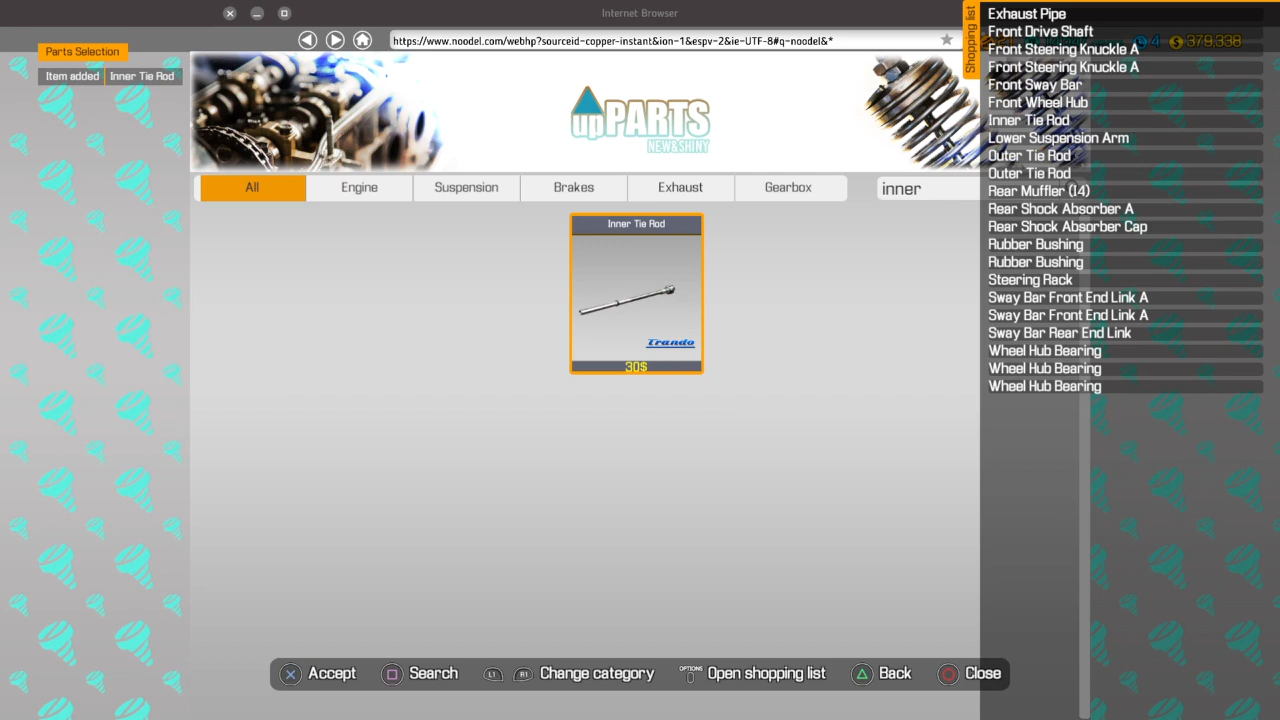 Internet Browser
https://www.noodel.com/webhp?sourceid-copper-instant&ion-1&espv-2&ie-UTF-8#q-noodel&*
Parts Selection
Item added Inner Tie Rod
upPARTS
NEW&SHINY
All Engine Suspension Brakes Exhaust Gearbox inner
Inner Tie Rod
Trando
30$
Shopping list
4 379.338
Exhaust Pipe
Front Drive Shaft
Front Steering Knuckle A
Front Steering Knuckle A
Front Sway Bar
Front Wheel Hub
Inner Tie Rod
Lower Suspension Arm
Outer Tie Rod
Outer Tie Rod
Rear Muffler (I4)
Rear Shock Absorber A
Rear Shock Absorber Cap
Rubber Bushing
Rubber Bushing
Steering Rack
Sway Bar Front End Link A
Sway Bar Front End Link A
Sway Bar Rear End Link
Wheel Hub Bearing
Wheel Hub Bearing
Wheel Hub Bearing
Accept Search L1 R1 Change category OPTIONS Open shopping list Back Close